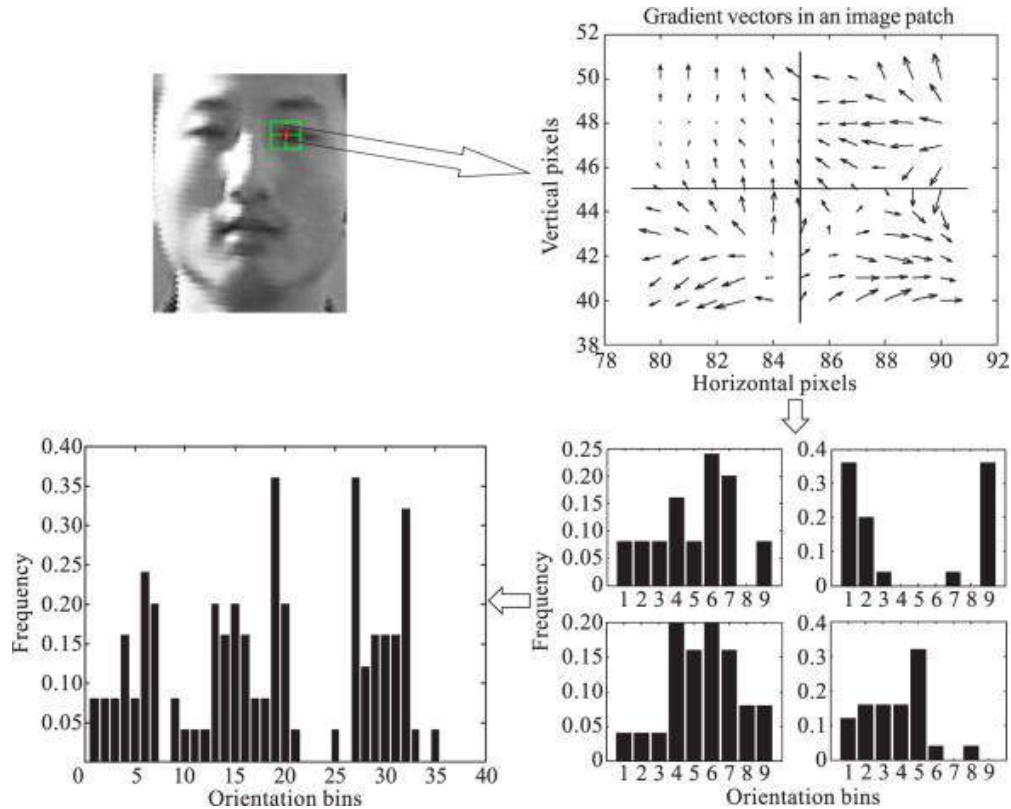 Gradient vectors in an image patch
52
50
48
46
44
42
40
38
78 80 82 84 86 88 90 92
Vertical pixels
Horizontal pixels
0.40
0.35
0.30
0.25
0.20
0.15
0.10
0.05
0 5 10 15 20 25 30 35 40
Frequency
Orientation bins
0.25
0.20
0.15
0.10
0.05
0
1 2 3 4 5 6 7 8 9
0.4
0.3
0.2
0.1
0
1 2 3 4 5 6 7 8 9
Frequency
0.20
0.15
0.10
0.05
0
1 2 3 4 5 6 7 8 9
0.4
0.3
0.2
0.1
0
1 2 3 4 5 6 7 8 9
Orientation bins